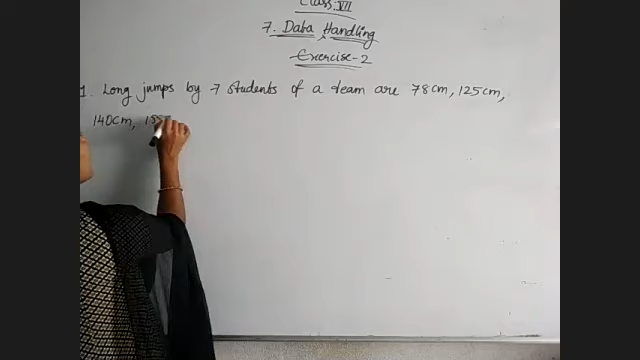 Class: VII
7. Data Handling
Exercise-2
1. Long jumps by 7 students of a team are 78cm, 125cm,
140cm,